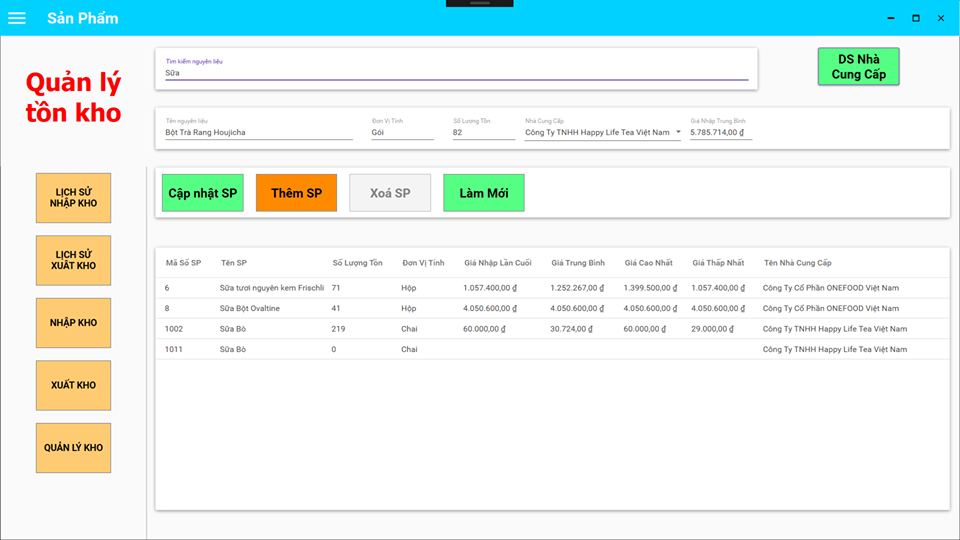 Sản Phẩm
Quản lý
tồn kho
Tìm kiếm nguyên liệu
Sữa
DS Nhà
Cung Cấp
Tên nguyên liệu Đơn Vị Tính Số Lượng Tồn Nhà Cung Cấp Giá Nhập Trung Bình
Bột Trà Rang Houjicha Gói 82 Công Ty TNHH Happy Life Tea Việt Nam 5.785.714,00 ₫
LỊCH SỬ
NHẬP KHO
LỊCH SỬ
XUẤT KHO
NHẬP KHO
XUẤT KHO
QUẢN LÝ KHO
Cập nhật SP Thêm SP Xoá SP Làm Mới
Mã Số SP Tên SP Số Lượng Tồn Đơn Vị Tính Giá Nhập Lần Cuối Giá Trung Bình Giá Cao Nhất Giá Thấp Nhất Tên Nhà Cung Cấp
6 Sữa tươi nguyên kem Frischli 71 Hộp 1.057.400,00 ₫ 1.252.267,00 ₫ 1.399.500,00 ₫ 1.057.400,00 ₫ Công Ty Cổ Phần ONEFOOD Việt Nam
8 Sữa Bột Ovaltine 41 Hộp 4.050.600,00 ₫ 4.050.600,00 ₫ 4.050.600,00 ₫ 4.050.600,00 ₫ Công Ty Cổ Phần ONEFOOD Việt Nam
1002 Sữa Bò 219 Chai 60.000,00 ₫ 30.724,00 ₫ 60.000,00 ₫ 29.000,00 ₫ Công Ty TNHH Happy Life Tea Việt Nam
1011 Sữa Bò 0 Chai Công Ty TNHH Happy Life Tea Việt Nam